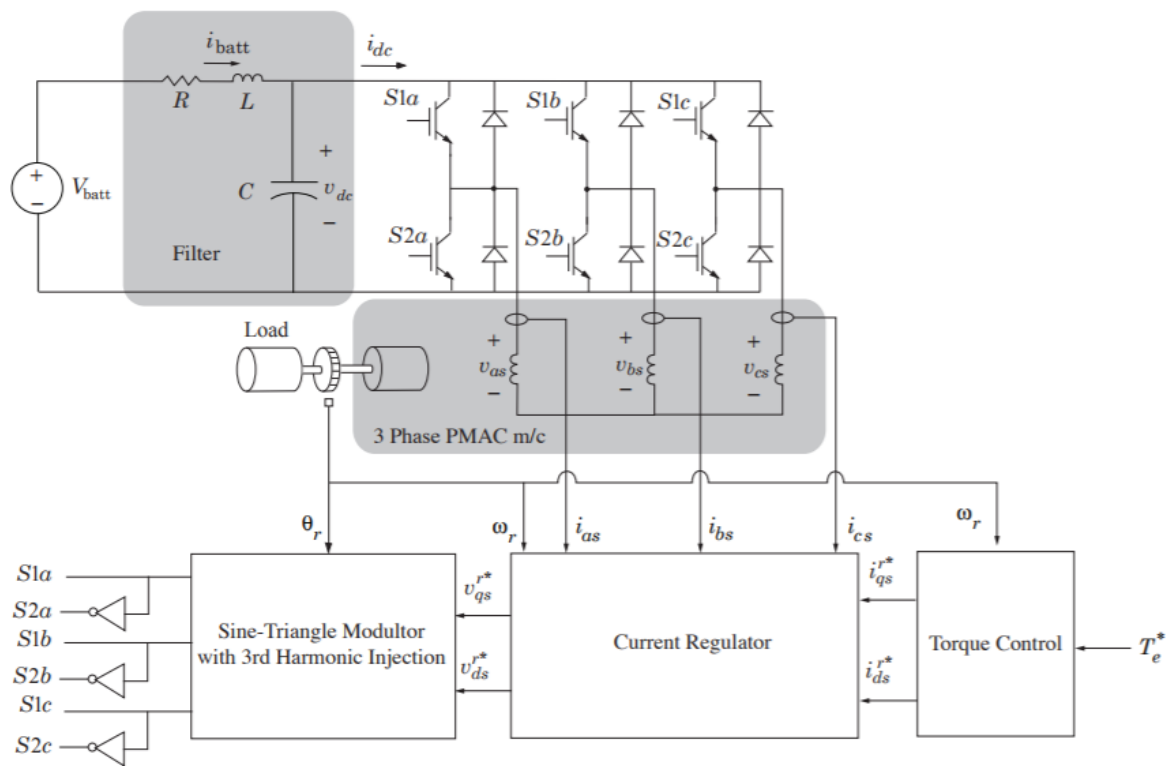 i_batt
i_dc
R
L
S1a
S1b
S1c
+
−
V_batt
C
+
v_dc
−
S2a
S2b
S2c
Filter
Load
+
v_as
−
+
v_bs
−
+
v_cs
−
3 Phase PMAC m/c
θ_r
ω_r
i_as
i_bs
i_cs
ω_r
S1a
S2a
S1b
S2b
S1c
S2c
Sine-Triangle Modultor
with 3rd Harmonic Injection
v_qs^r*
v_ds^r*
Current Regulator
i_qs^r*
i_ds^r*
Torque Control
T_e^*